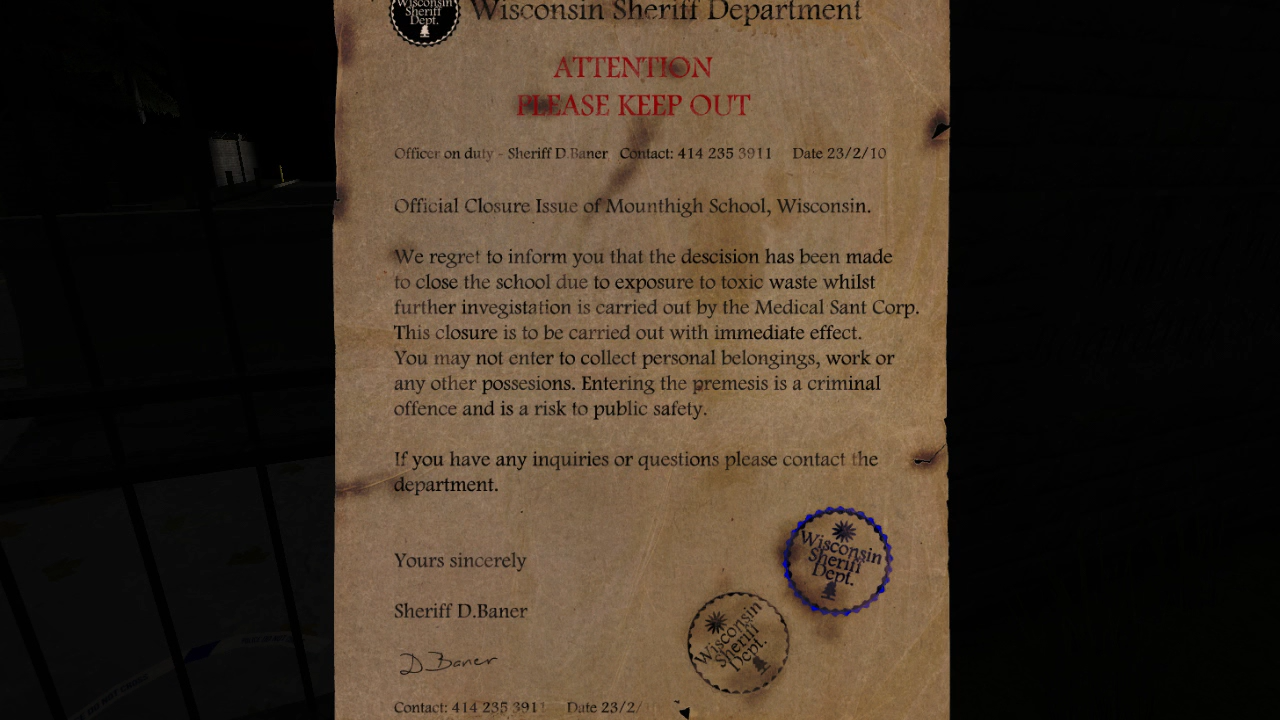 Wisconsin Sheriff Dept.
Wisconsin Sheriff Department
ATTENTION
PLEASE KEEP OUT
Officer on duty - Sheriff D.Baner Contact: 414 235 3911 Date 23/2/10
Official Closure Issue of Mounthigh School, Wisconsin.
We regret to inform you that the descision has been made
to close the school due to exposure to toxic waste whilst
further invegistation is carried out by the Medical Sant Corp.
This closure is to be carried out with immediate effect.
You may not enter to collect personal belongings, work or
any other possesions. Entering the premesis is a criminal
offence and is a risk to public safety.
If you have any inquiries or questions please contact the
department.
Yours sincerely
Wisconsin
Sheriff
Dept.
Sheriff D.Baner
Wisconsin
Sheriff
Dept.
D Baner
Contact: 414 235 3911 Date 23/2/